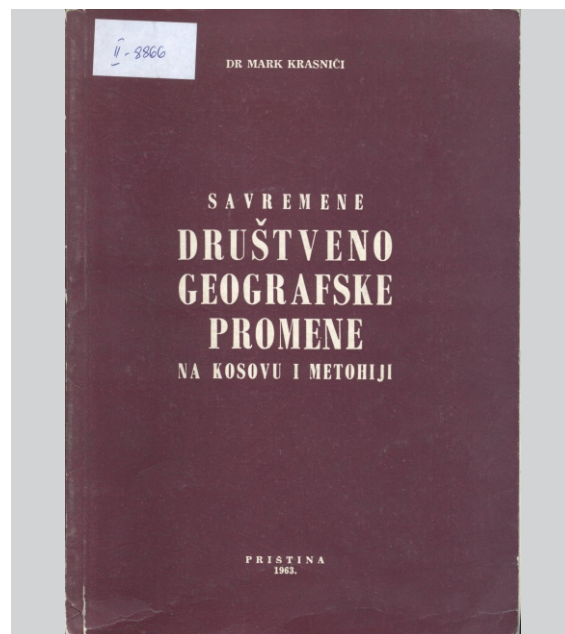 II-8866
DR MARK KRASNIĆI
SAVREMENE
DRUŠTVENO
GEOGRAFSKE
PROMENE
NA KOSOVU I METOHIJI
PRIŠTINA
1963.